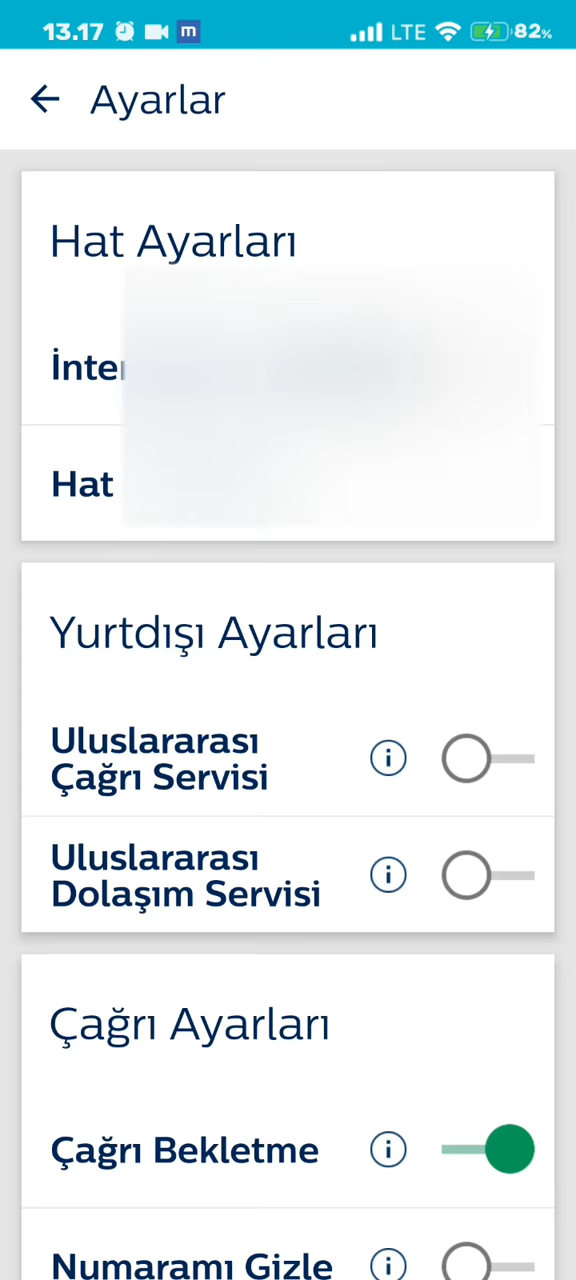 13.17 m LTE 82%
Ayarlar
Hat Ayarları
Hat
Yurtdışı Ayarları
Uluslararası
Çağrı Servisi
i
Uluslararası
Dolaşım Servisi
i
Çağrı Ayarları
Çağrı Bekletme
i
Numaramı Gizle
i